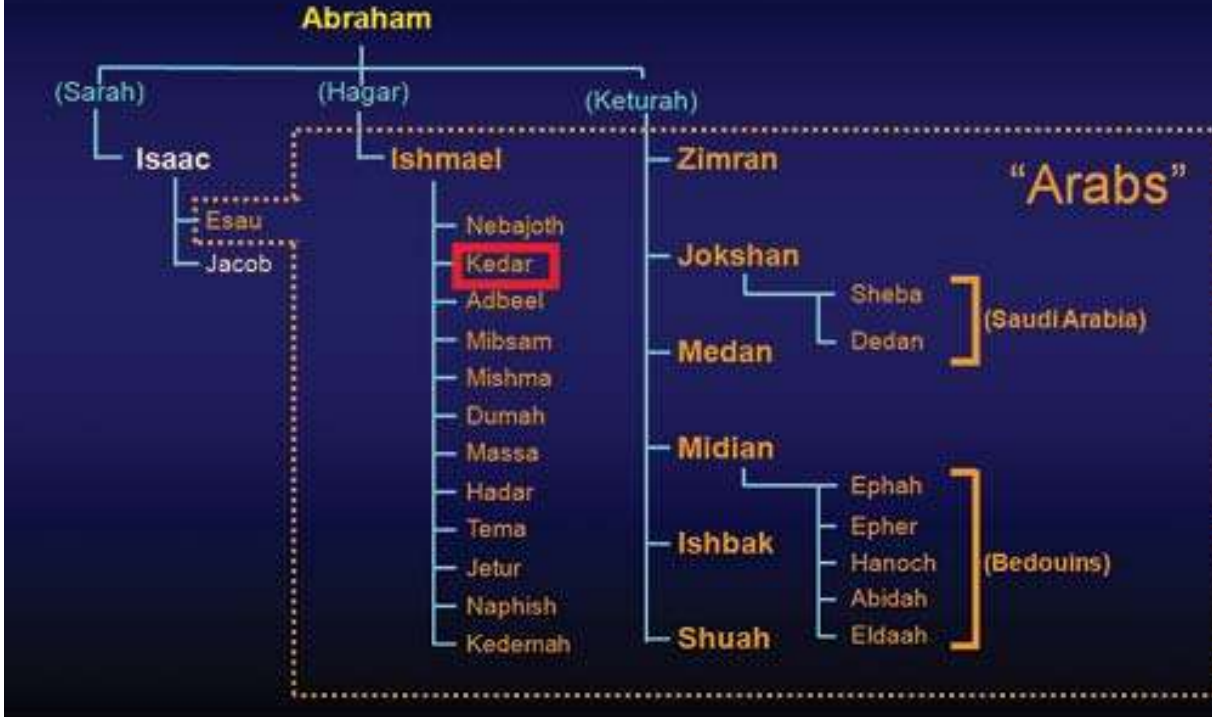 Abraham
(Sarah)
(Hagar)
(Keturah)
Isaac
Esau
Jacob
Ishmael
Nebajoth
Kedar
Adbeel
Mibsam
Mishma
Dumah
Massa
Hadar
Tema
Jetur
Naphish
Kedemah
Zimran
Jokshan
Sheba
Dedan
(Saudi Arabia)
Medan
Midian
Ephah
Epher
Hanoch
Abidah
Eldaah
(Bedouins)
Ishbak
Shuah
“Arabs”